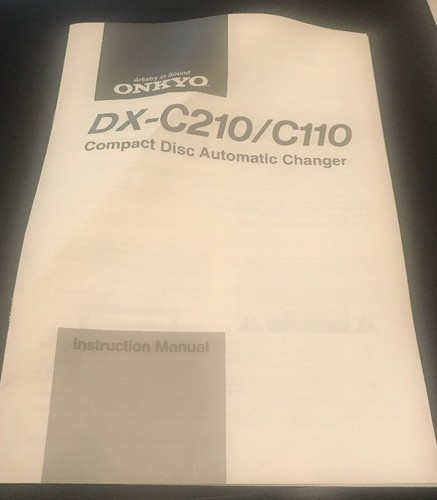 Artistry in Sound
ONKYO
DX-C210/C110
Compact Disc Automatic Changer
Instruction Manual